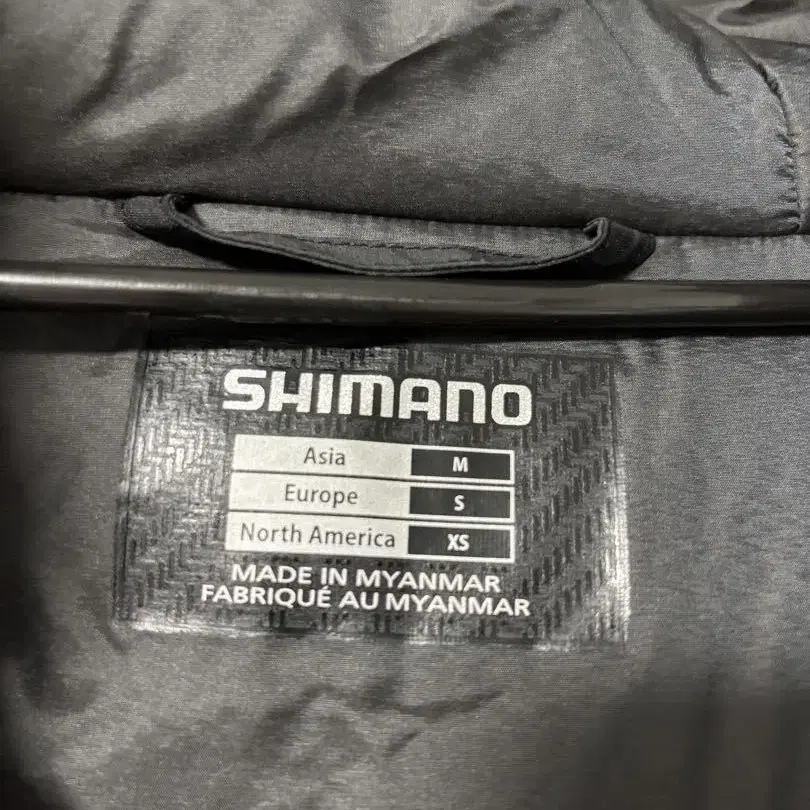 SHIMANO
Asia M
Europe S
North America XS
MADE IN MYANMAR
FABRIQUÉ AU MYANMAR